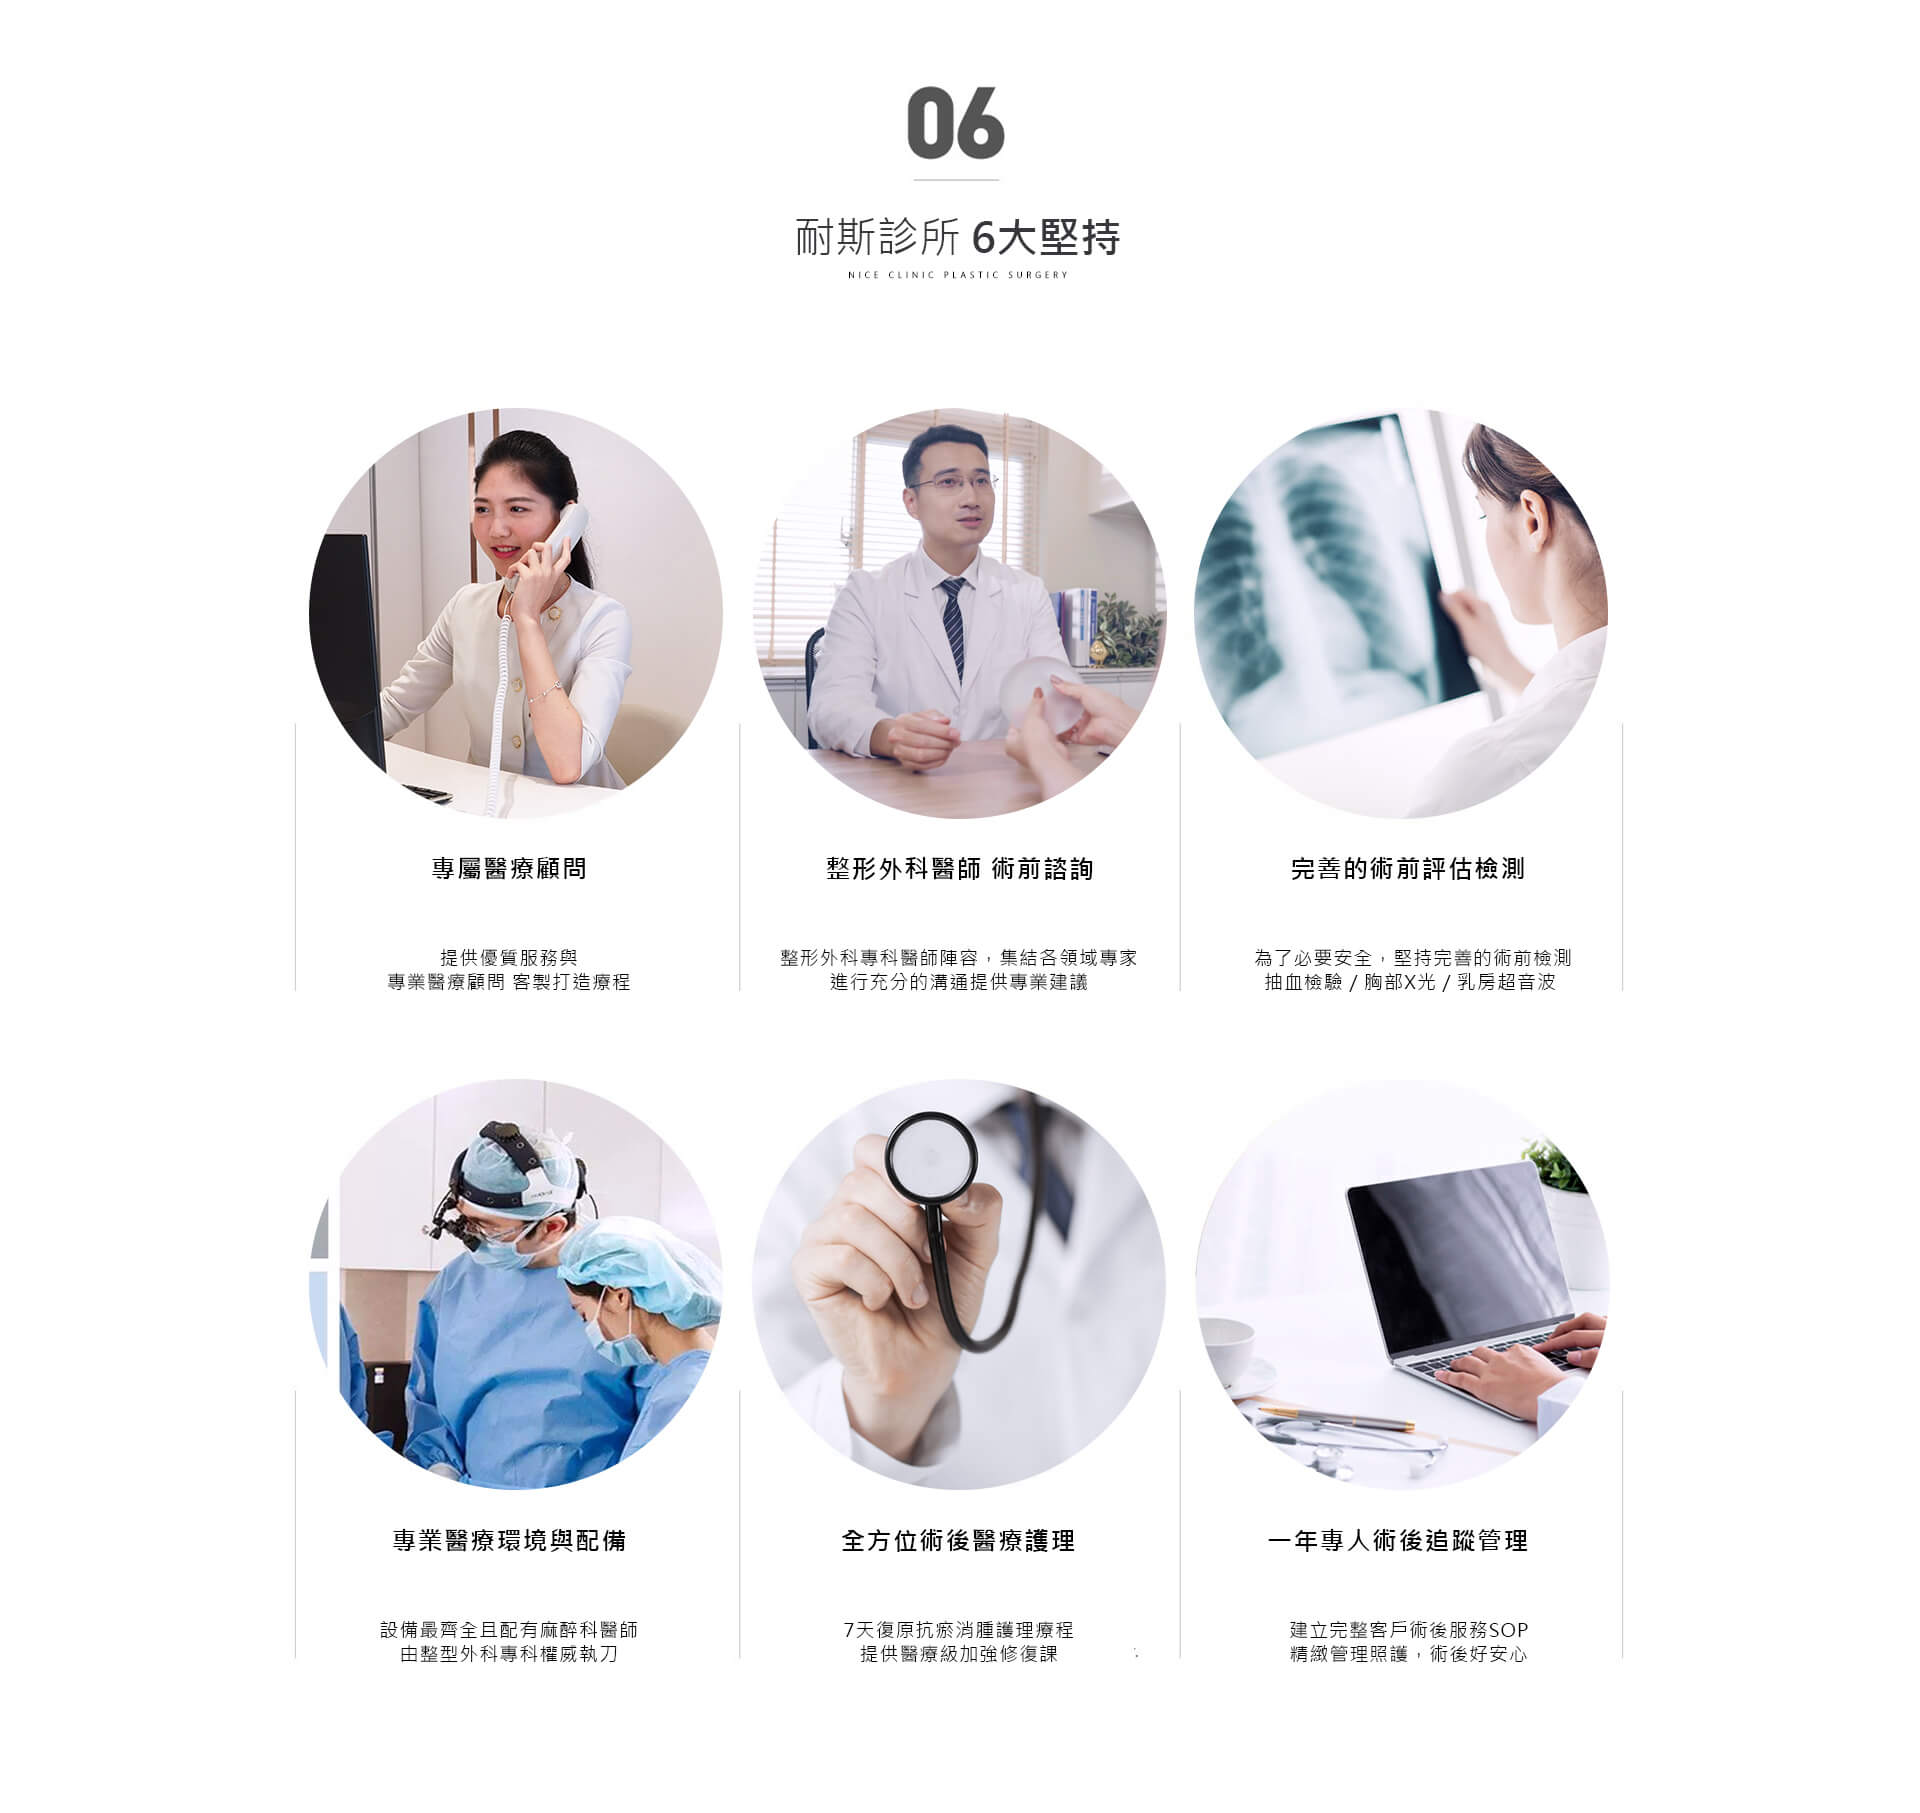 06
耐斯診所 6大堅持
NICE CLINIC PLASTIC SURGERY
專屬醫療顧問
提供優質服務與
專業醫療顧問 客製打造療程
整形外科醫師 術前諮詢
整形外科專科醫師陣容，集結各領域專家
進行充分的溝通提供專業建議
完善的術前評估檢測
為了必要安全，堅持完善的術前檢測
抽血檢驗 / 胸部X光 / 乳房超音波
專業醫療環境與配備
設備最齊全且配有麻醉科醫師
由整型外科專科權威執刀
全方位術後醫療護理
7天復原抗瘀消腫護理療程
提供醫療級加強修復課
一年專人術後追蹤管理
建立完整客戶術後服務SOP
精緻管理照護，術後好安心